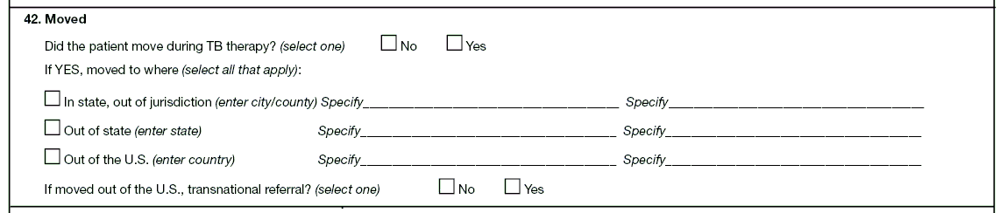 42. Moved
Did the patient move during TB therapy? (select one) No Yes
If YES, moved to where (select all that apply):
In state, out of jurisdiction (enter city/county) Specify Specify
Out of state (enter state) Specify Specify
Out of the U.S. (enter country) Specify Specify
If moved out of the U.S., transnational referral? (select one) No Yes